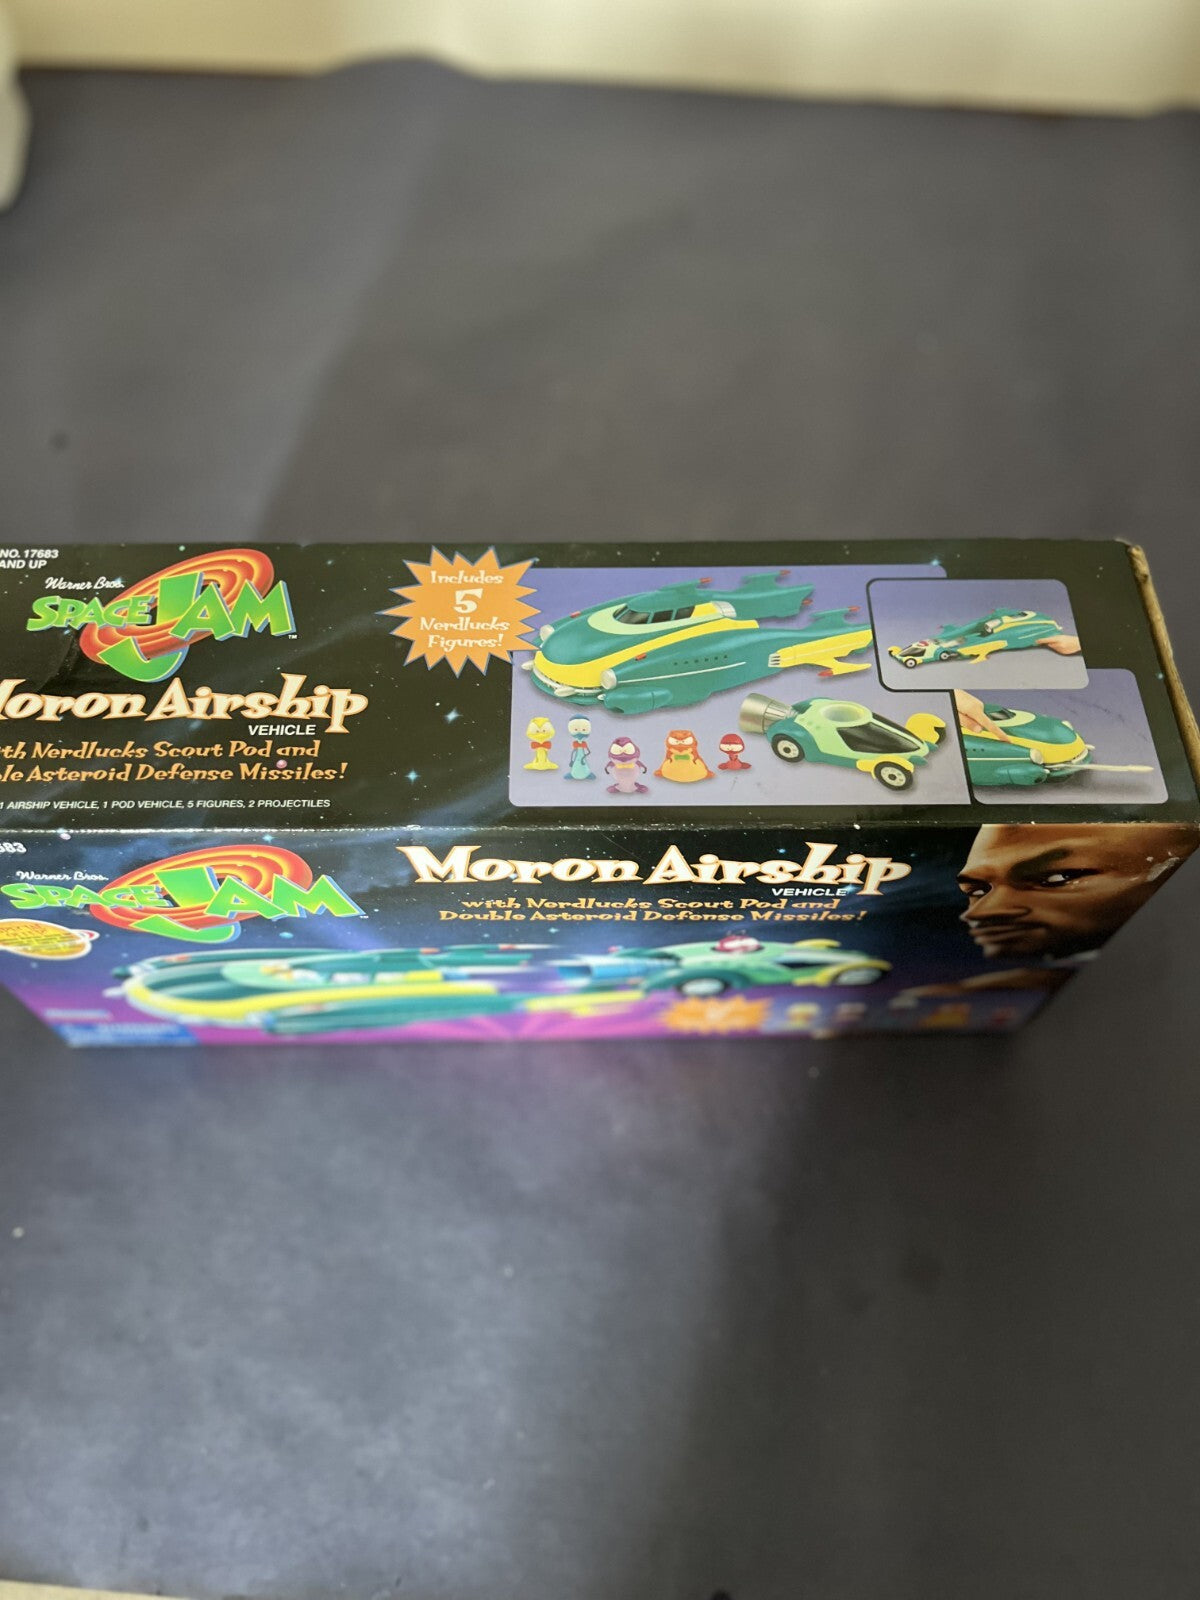 NO. 17683
AND UP
Warner Bros.
SPACE JAM
TM
Includes
5
Nerdlucks
Figures!
Moron Airship
VEHICLE
with Nerdlucks Scout Pod and
Double Asteroid Defense Missiles!
1 AIRSHIP VEHICLE, 1 POD VEHICLE, 5 FIGURES, 2 PROJECTILES
683
Warner Bros.
SPACE JAM
Moron Airship
VEHICLE
with Nerdlucks Scout Pod and
Double Asteroid Defense Missiles!